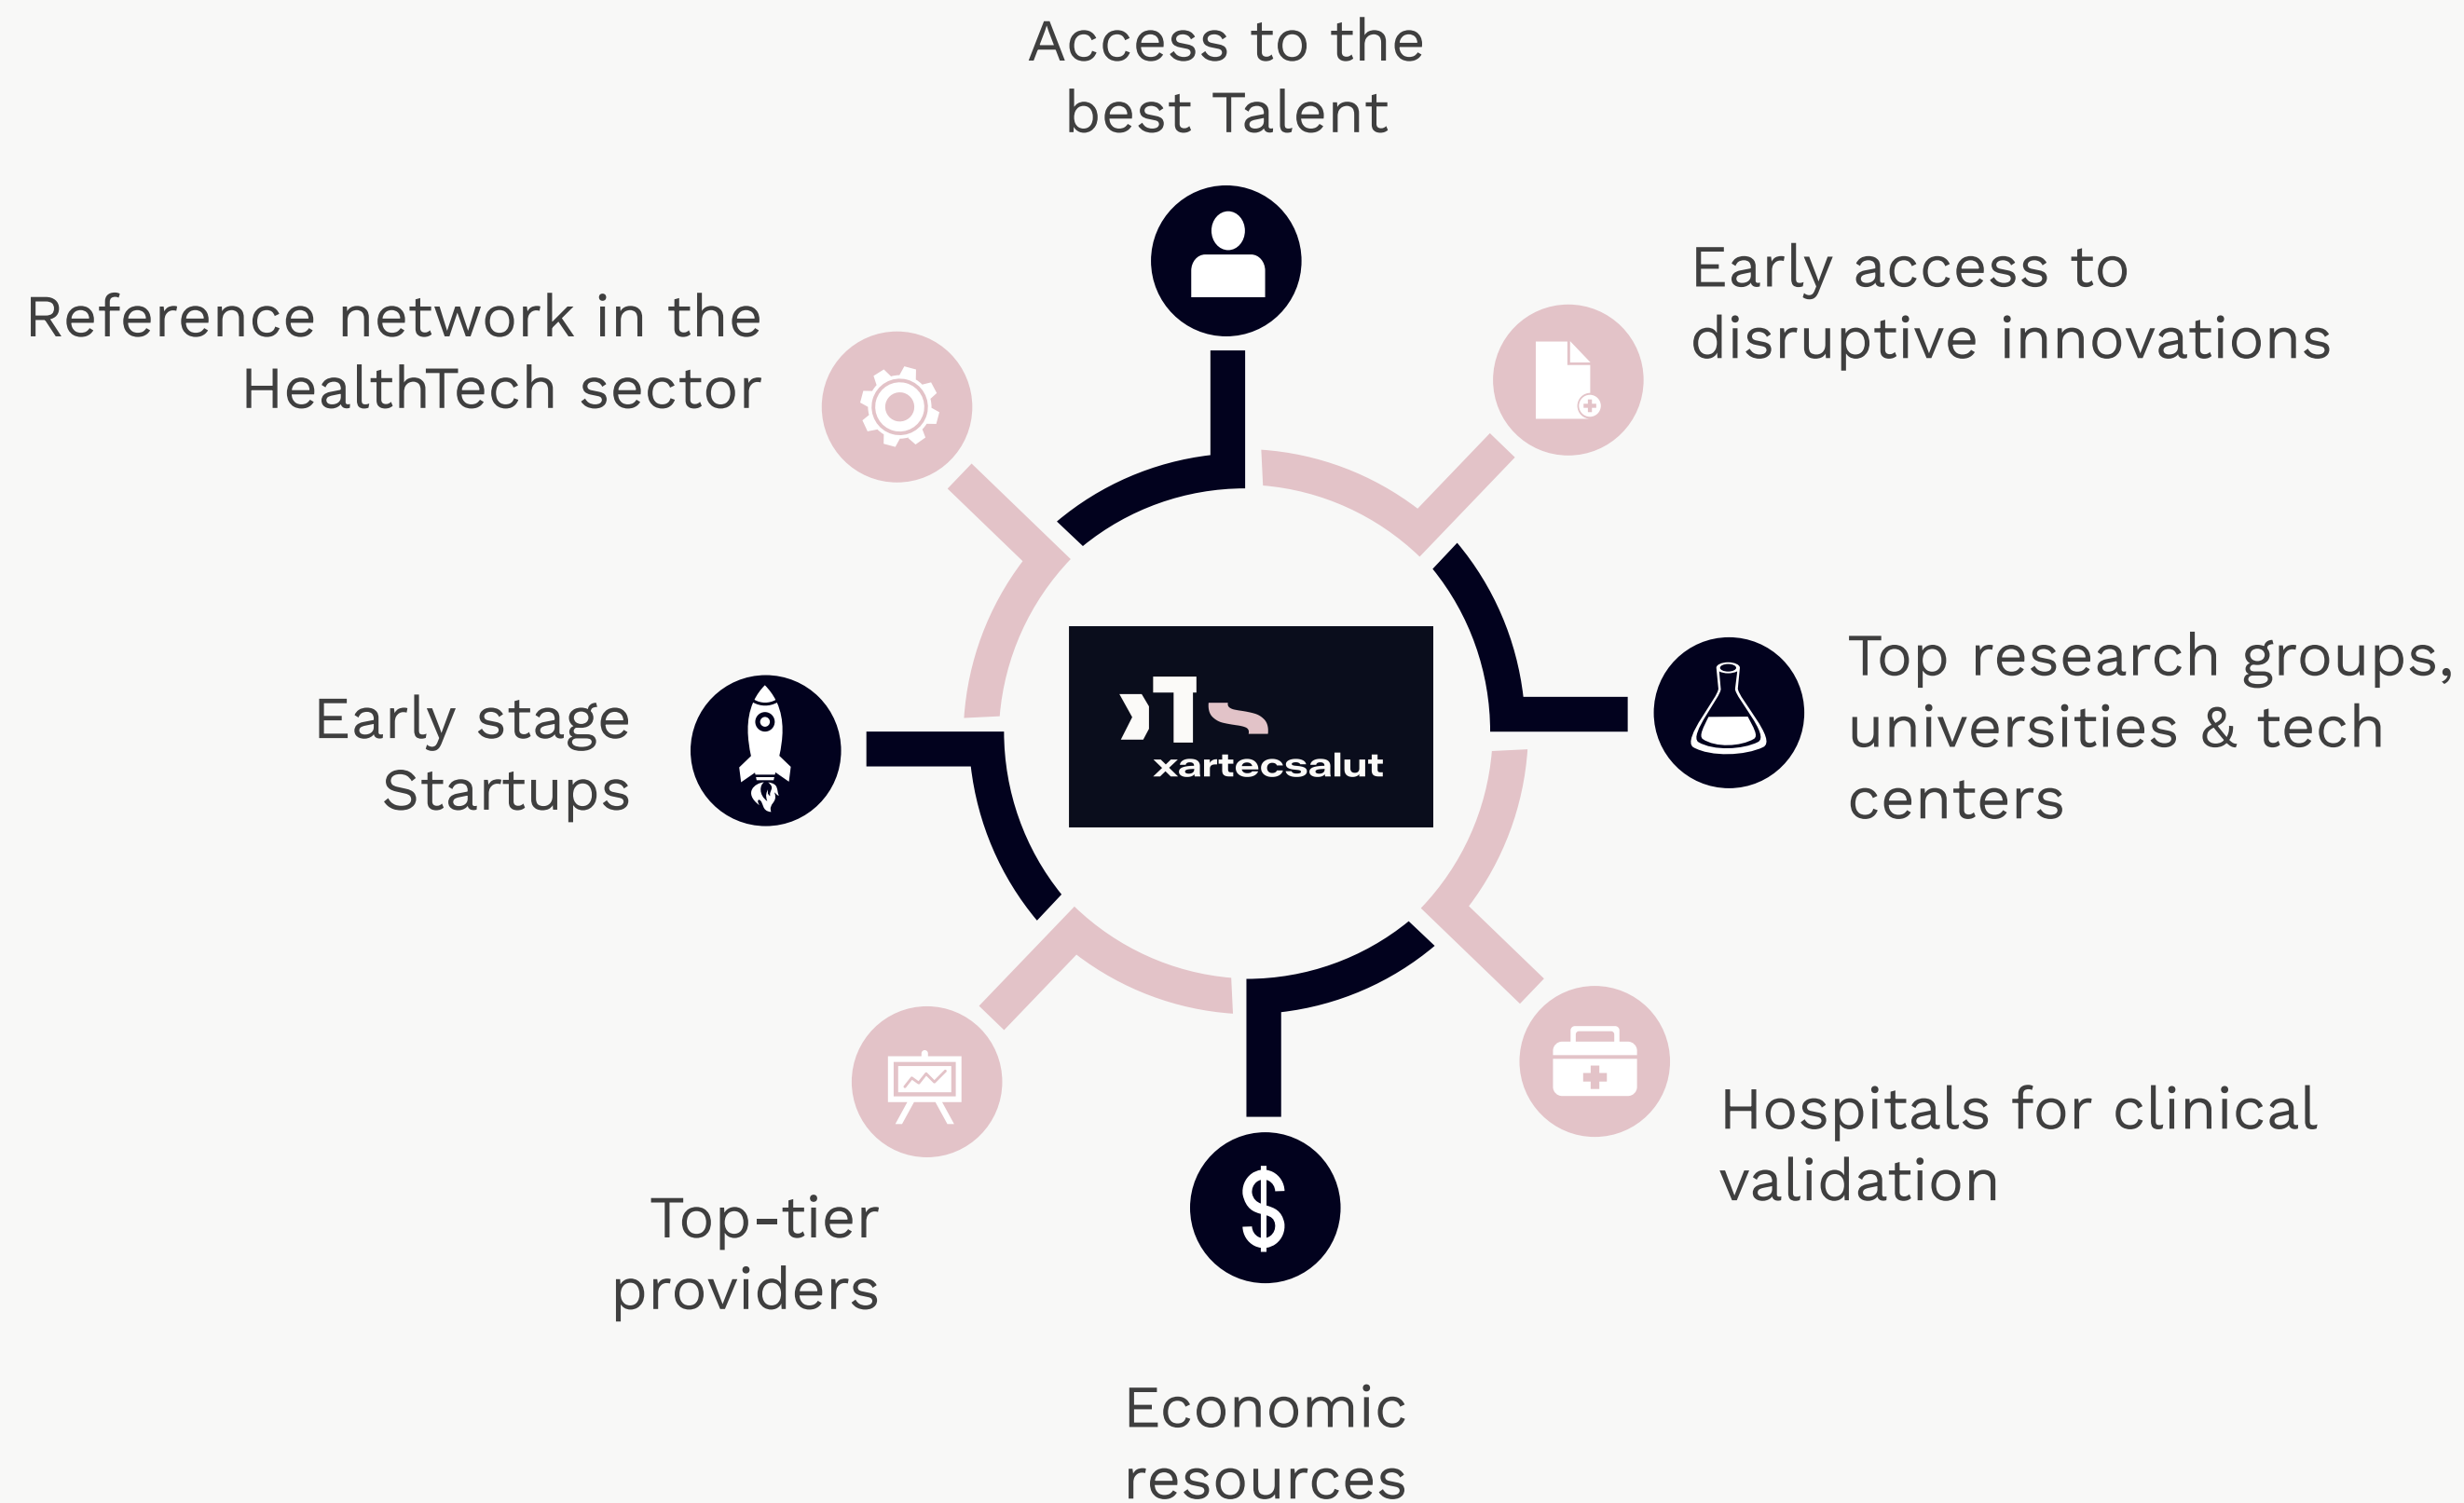 Access to the
best Talent
Reference network in the
HealthTech sector
Early access to
disruptive innovations
Early stage
Startups
xTs
xartecsalut
Top research groups,
universities & tech
centers
Hospitals for clinical
validation
Top-tier
providers
Economic
resources